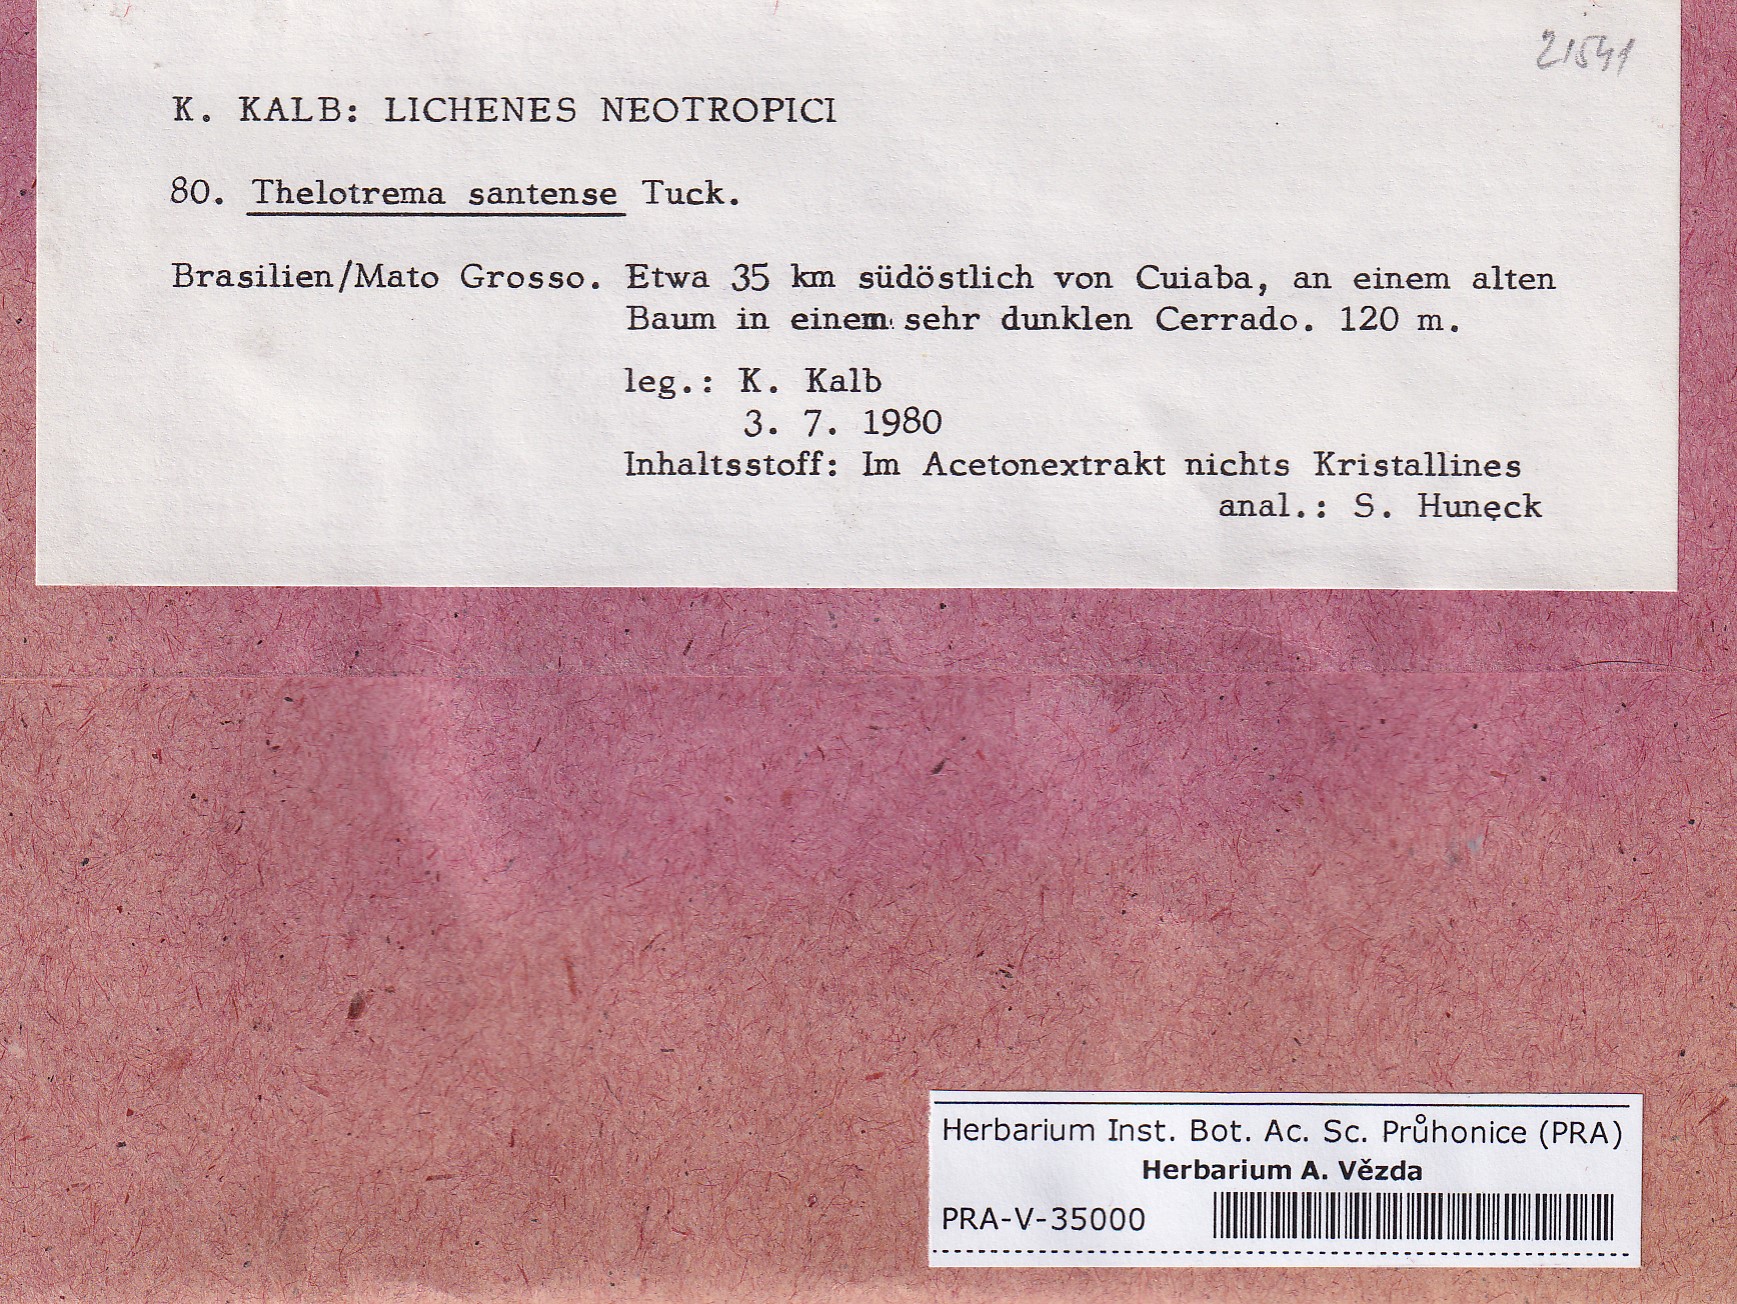 21541
K. KALB: LICHENES NEOTROPICI
80. Thelotrema santense Tuck.
Brasilien/Mato Grosso. Etwa 35 km südöstlich von Cuiaba, an einem alten
Baum in einem sehr dunklen Cerrado. 120 m.
leg.: K. Kalb
3. 7. 1980
Inhaltsstoff: Im Acetonextrakt nichts Kristallines
anal.: S. Huneck
Herbarium Inst. Bot. Ac. Sc. Průhonice (PRA)
Herbarium A. Vězda
PRA-V-35000